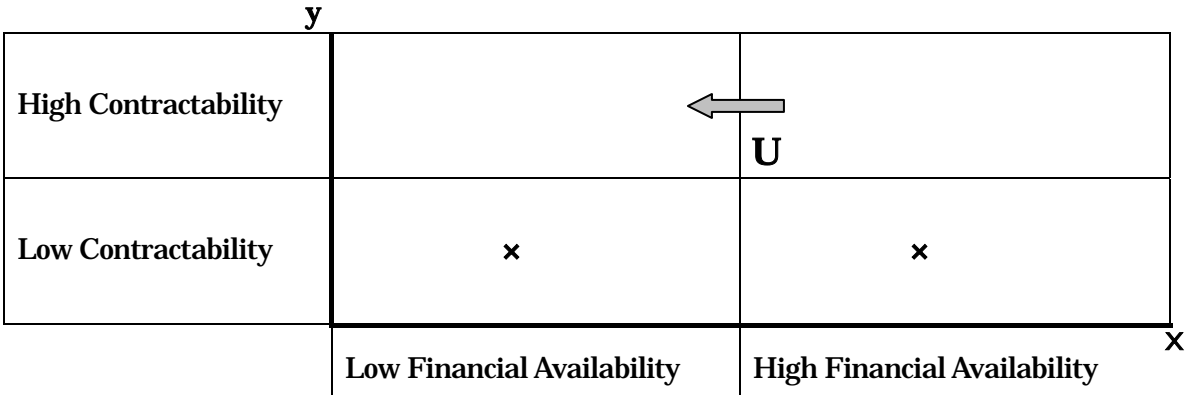 y
High Contractability
U
Low Contractability × ×
x
Low Financial Availability High Financial Availability